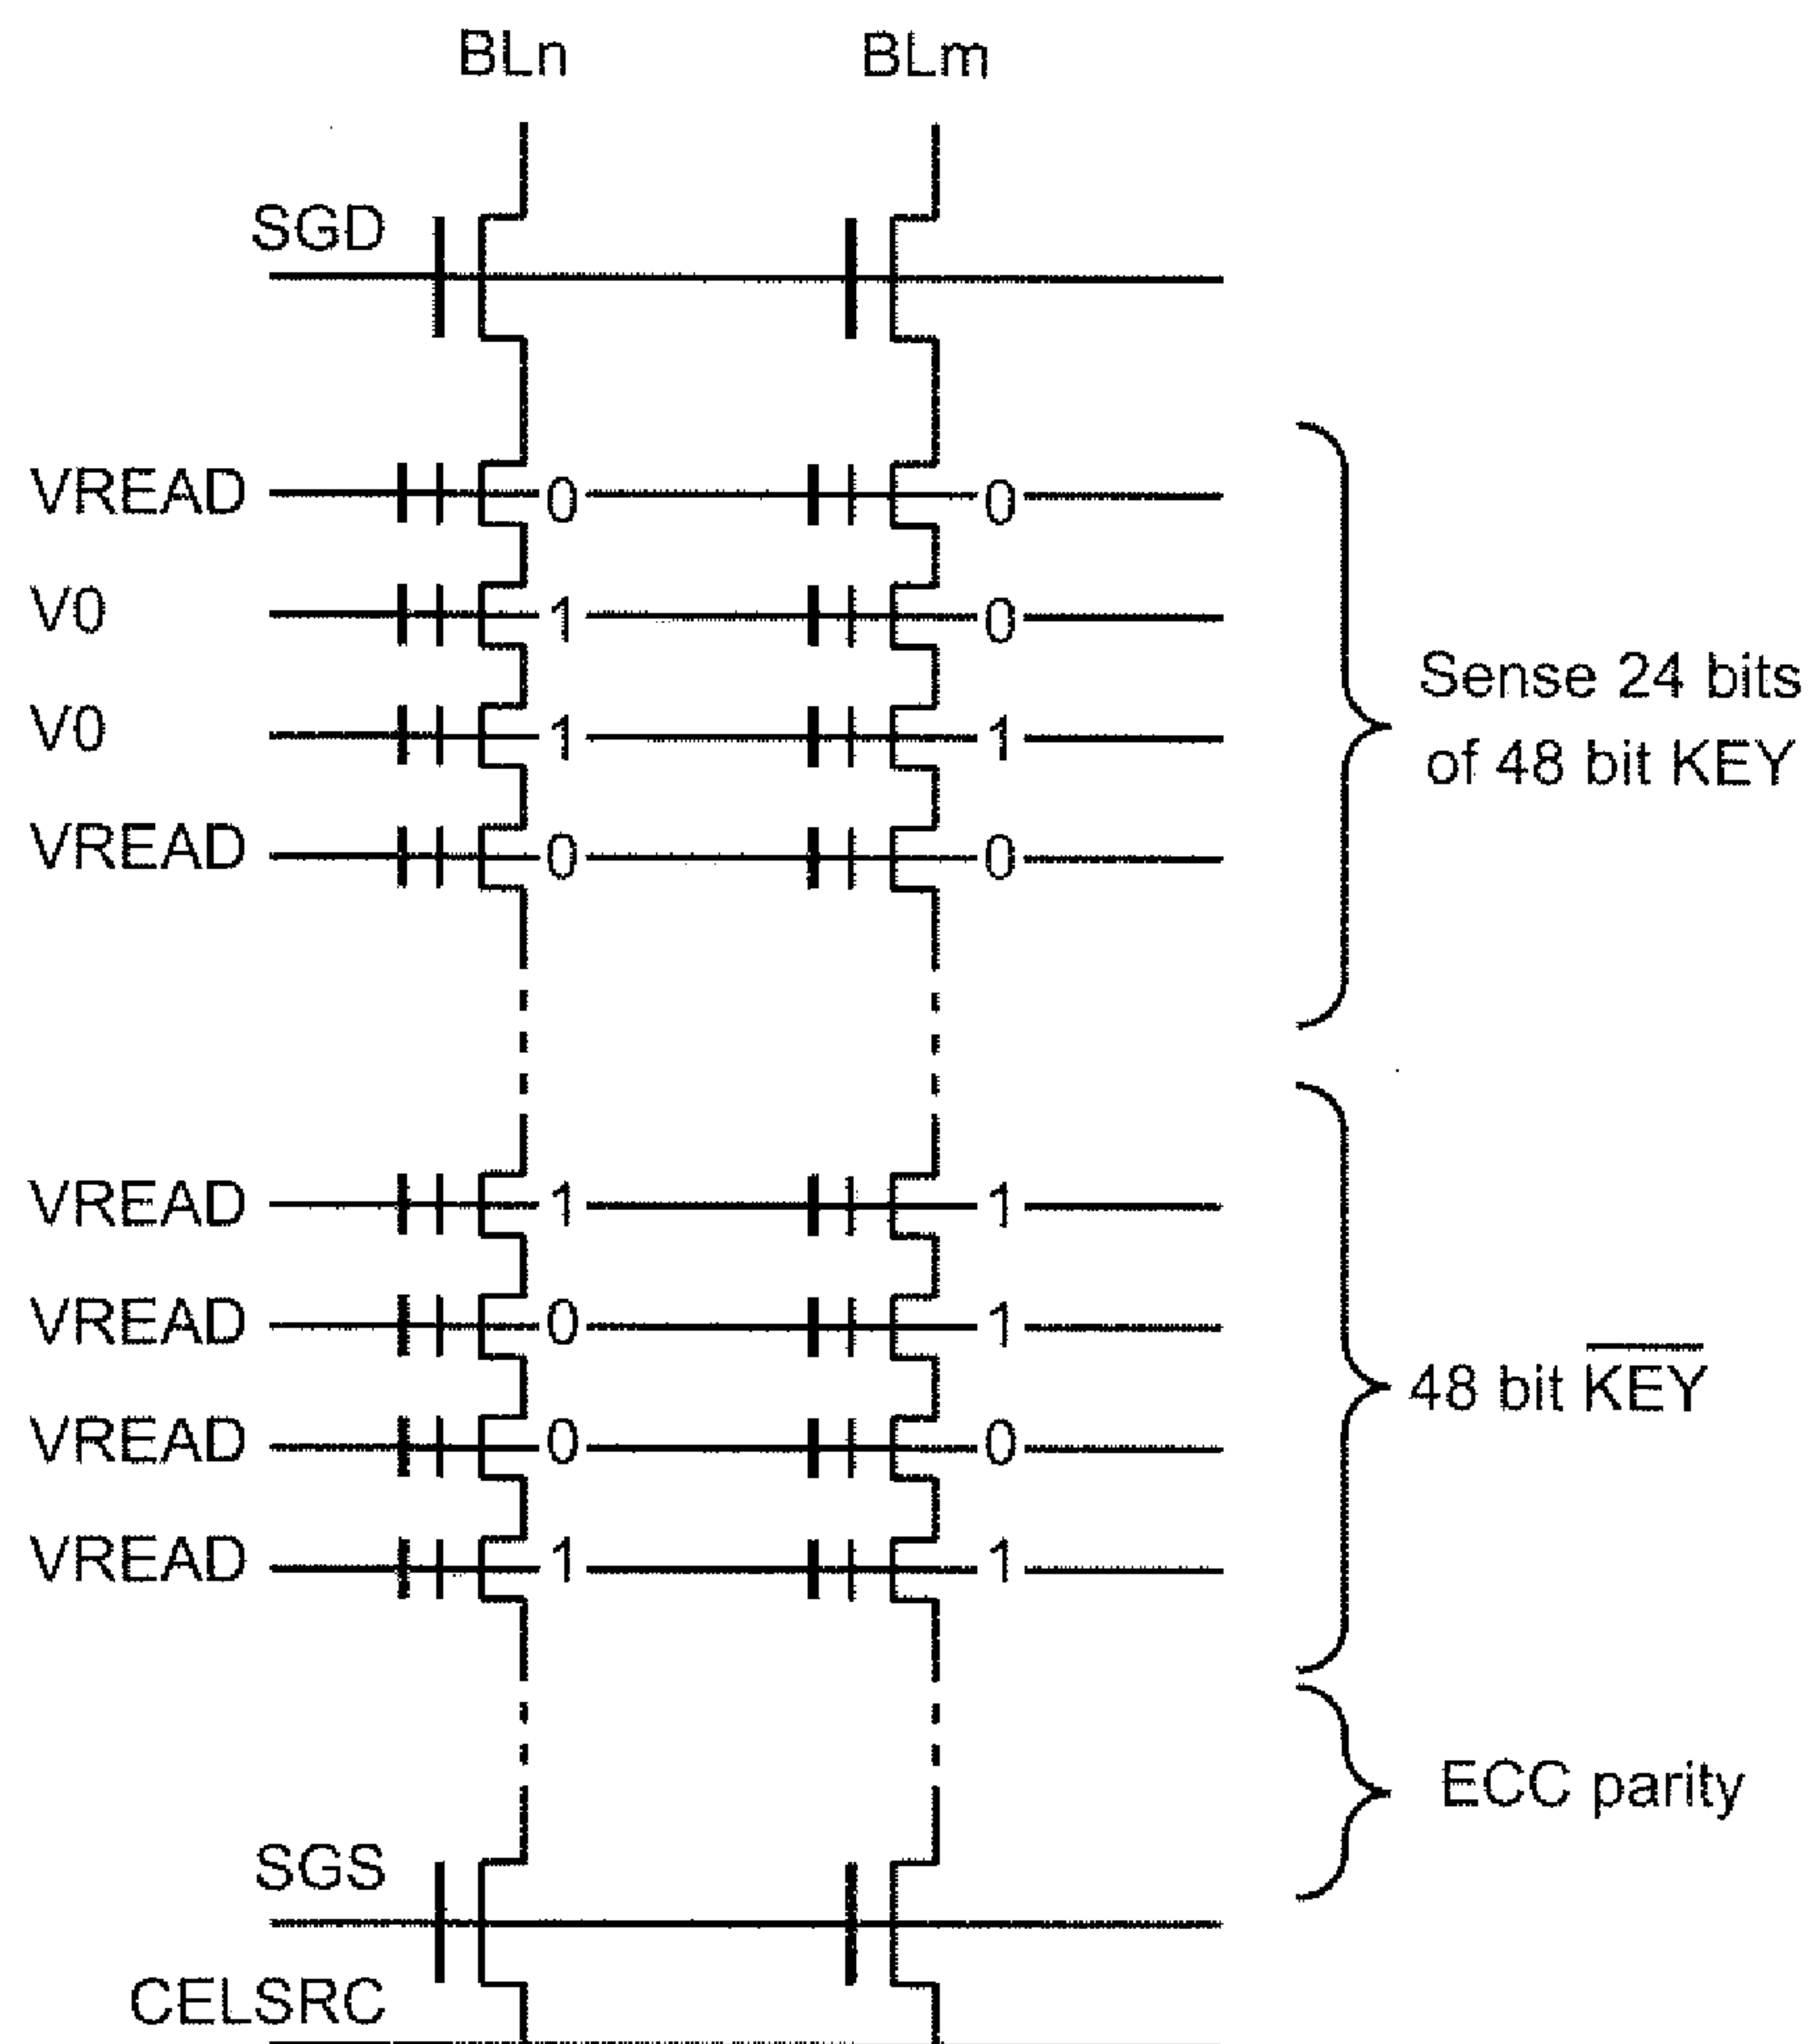 BLn BLm
SGD
VREAD 0 0
V0 1 0
V0 1 1
VREAD 0 0
Sense 24 bits
of 48 bit KEY
VREAD 1 1
VREAD 0 1
VREAD 0 0
VREAD 1 1
48 bit K̅E̅Y̅
ECC parity
SGS
CELSRC